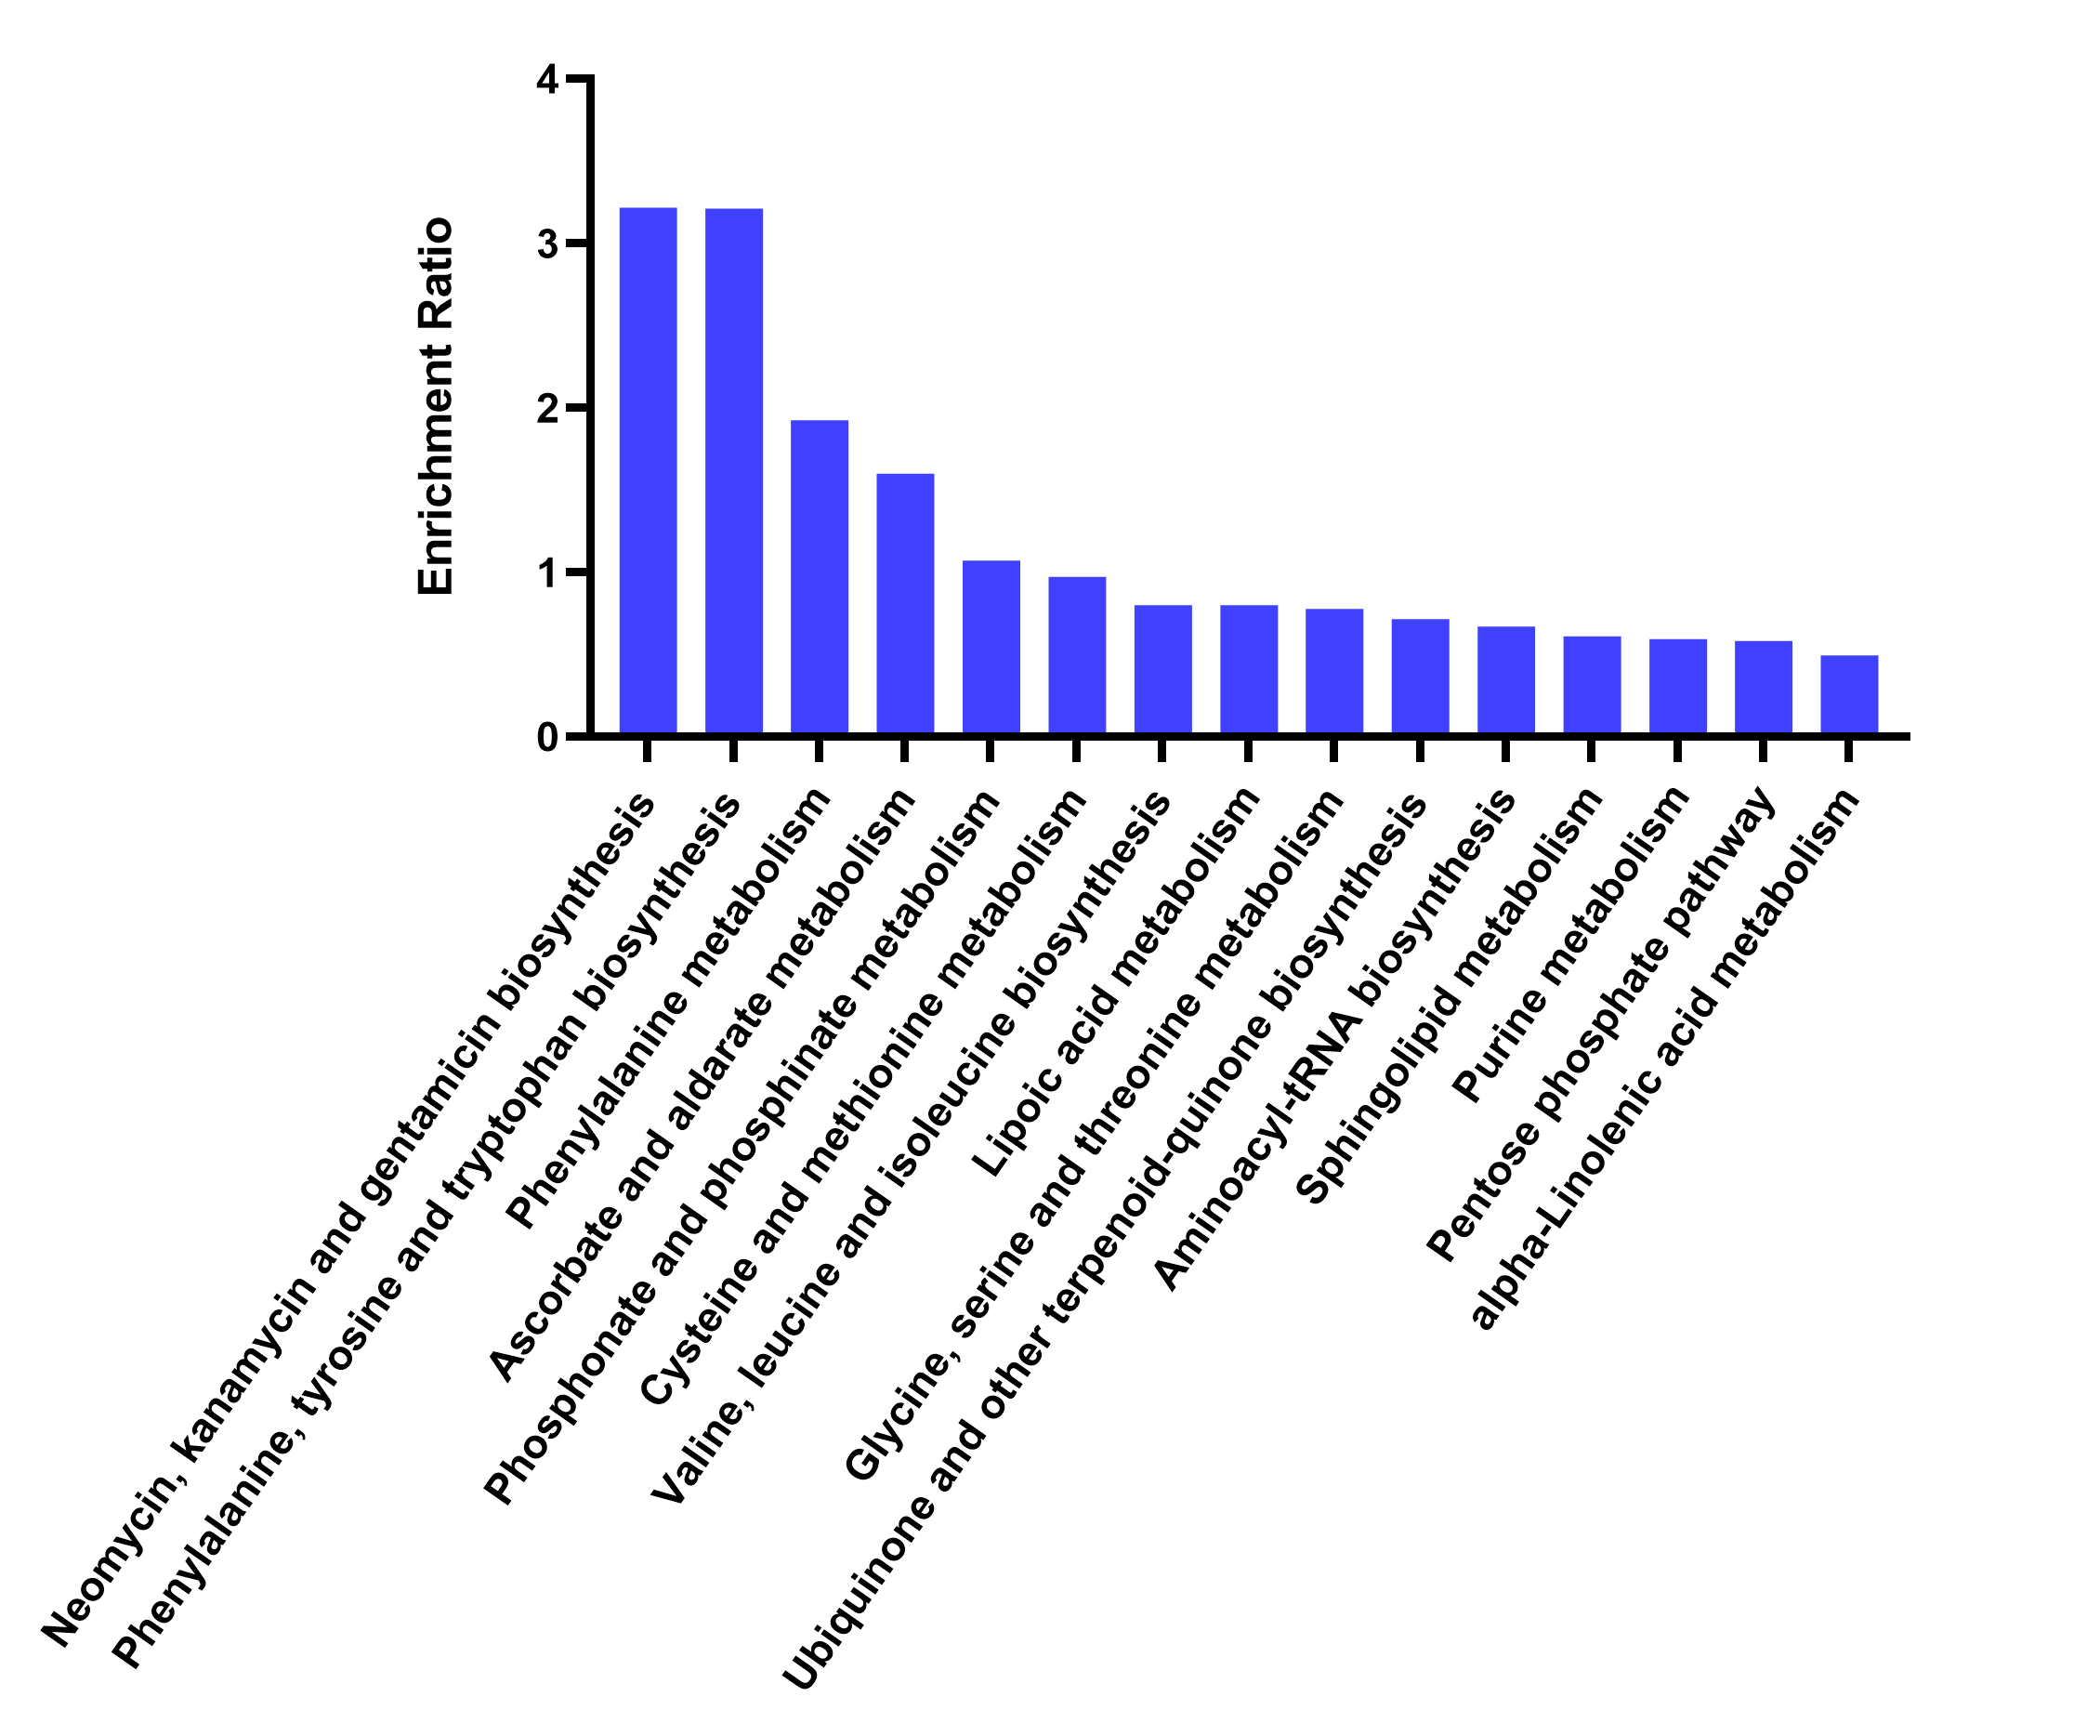 Enrichment Ratio
4
3
2
1
0
Neomycin, kanamycin and gentamicin biosynthesis
Phenylalanine, tyrosine and tryptophan biosynthesis
Phenylalanine metabolism
Ascorbate and aldarate metabolism
Phosphonate and phosphinate metabolism
Cysteine and methionine metabolism
Valine, leucine and isoleucine biosynthesis
Lipoic acid metabolism
Glycine, serine and threonine metabolism
Ubiquinone and other terpenoid-quinone biosynthesis
Aminoacyl-tRNA biosynthesis
Sphingolipid metabolism
Purine metabolism
Pentose phosphate pathway
alpha-Linolenic acid metabolism